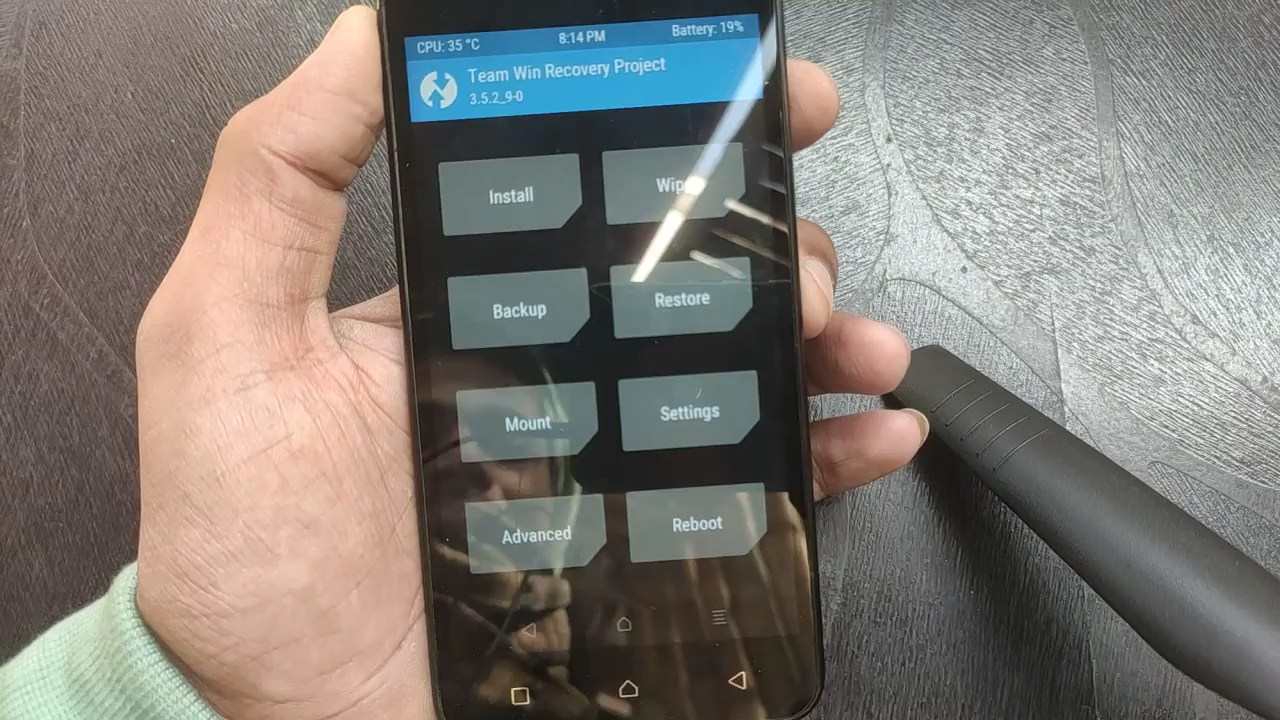 CPU: 35 °C 8:14 PM Battery: 19%
Team Win Recovery Project
3.5.2_9-0
Install
Wipe
Backup
Restore
Mount
Settings
Advanced
Reboot